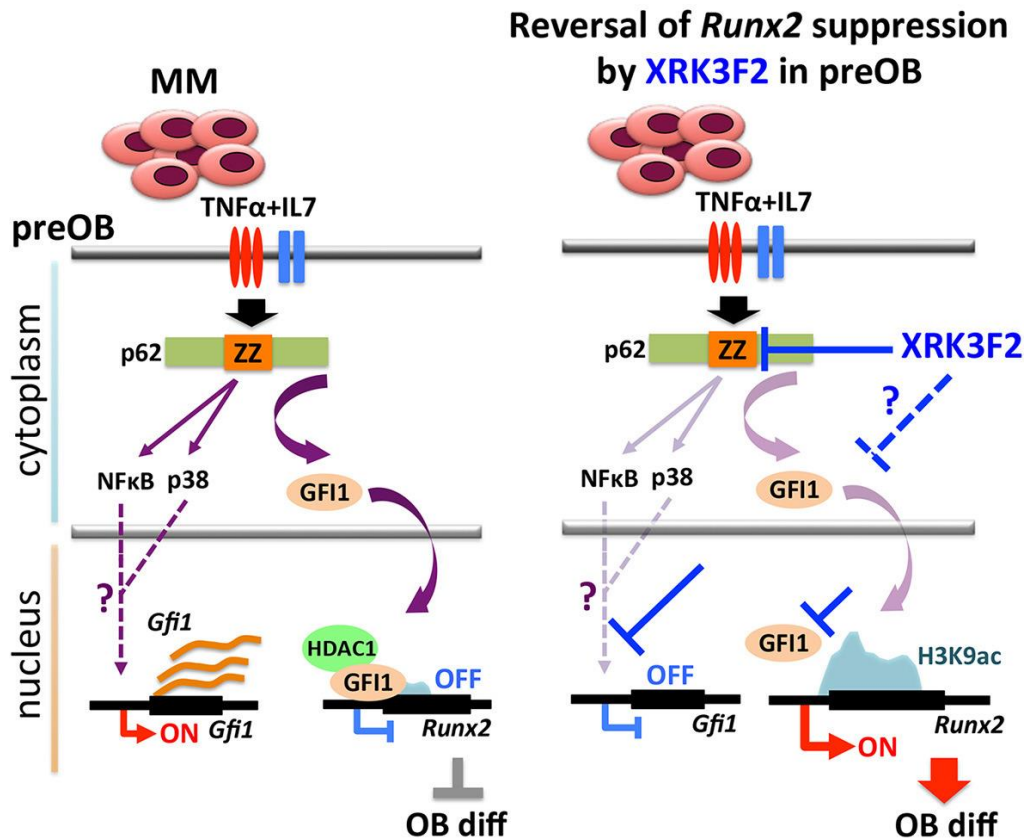 Reversal of Runx2 suppression
by XRK3F2 in preOB
MM
TNFα+IL7
preOB
cytoplasm
p62
ZZ
NFκB
p38
GFI1
nucleus
?
Gfi1
ON
Gfi1
HDAC1
GFI1
OFF
Runx2
OB diff
TNFα+IL7
p62
ZZ
XRK3F2
?
NFκB
p38
GFI1
?
OFF
Gfi1
GFI1
H3K9ac
ON
Runx2
OB diff